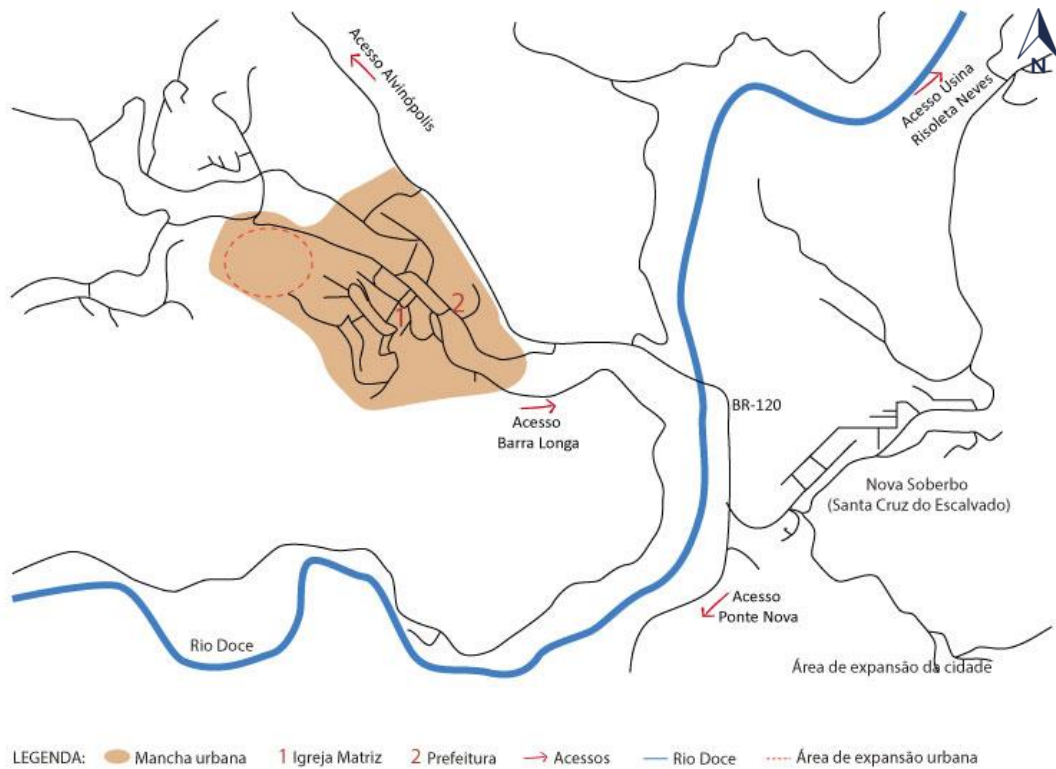 Acesso Alvinópolis
N
Acesso Usina
Risoleta Neves
1
2
Acesso
Barra Longa
BR-120
Nova Soberbo
(Santa Cruz do Escalvado)
Acesso
Ponte Nova
Rio Doce
Área de expansão da cidade
LEGENDA: Mancha urbana 1 Igreja Matriz 2 Prefeitura Acessos Rio Doce Área de expansão urbana